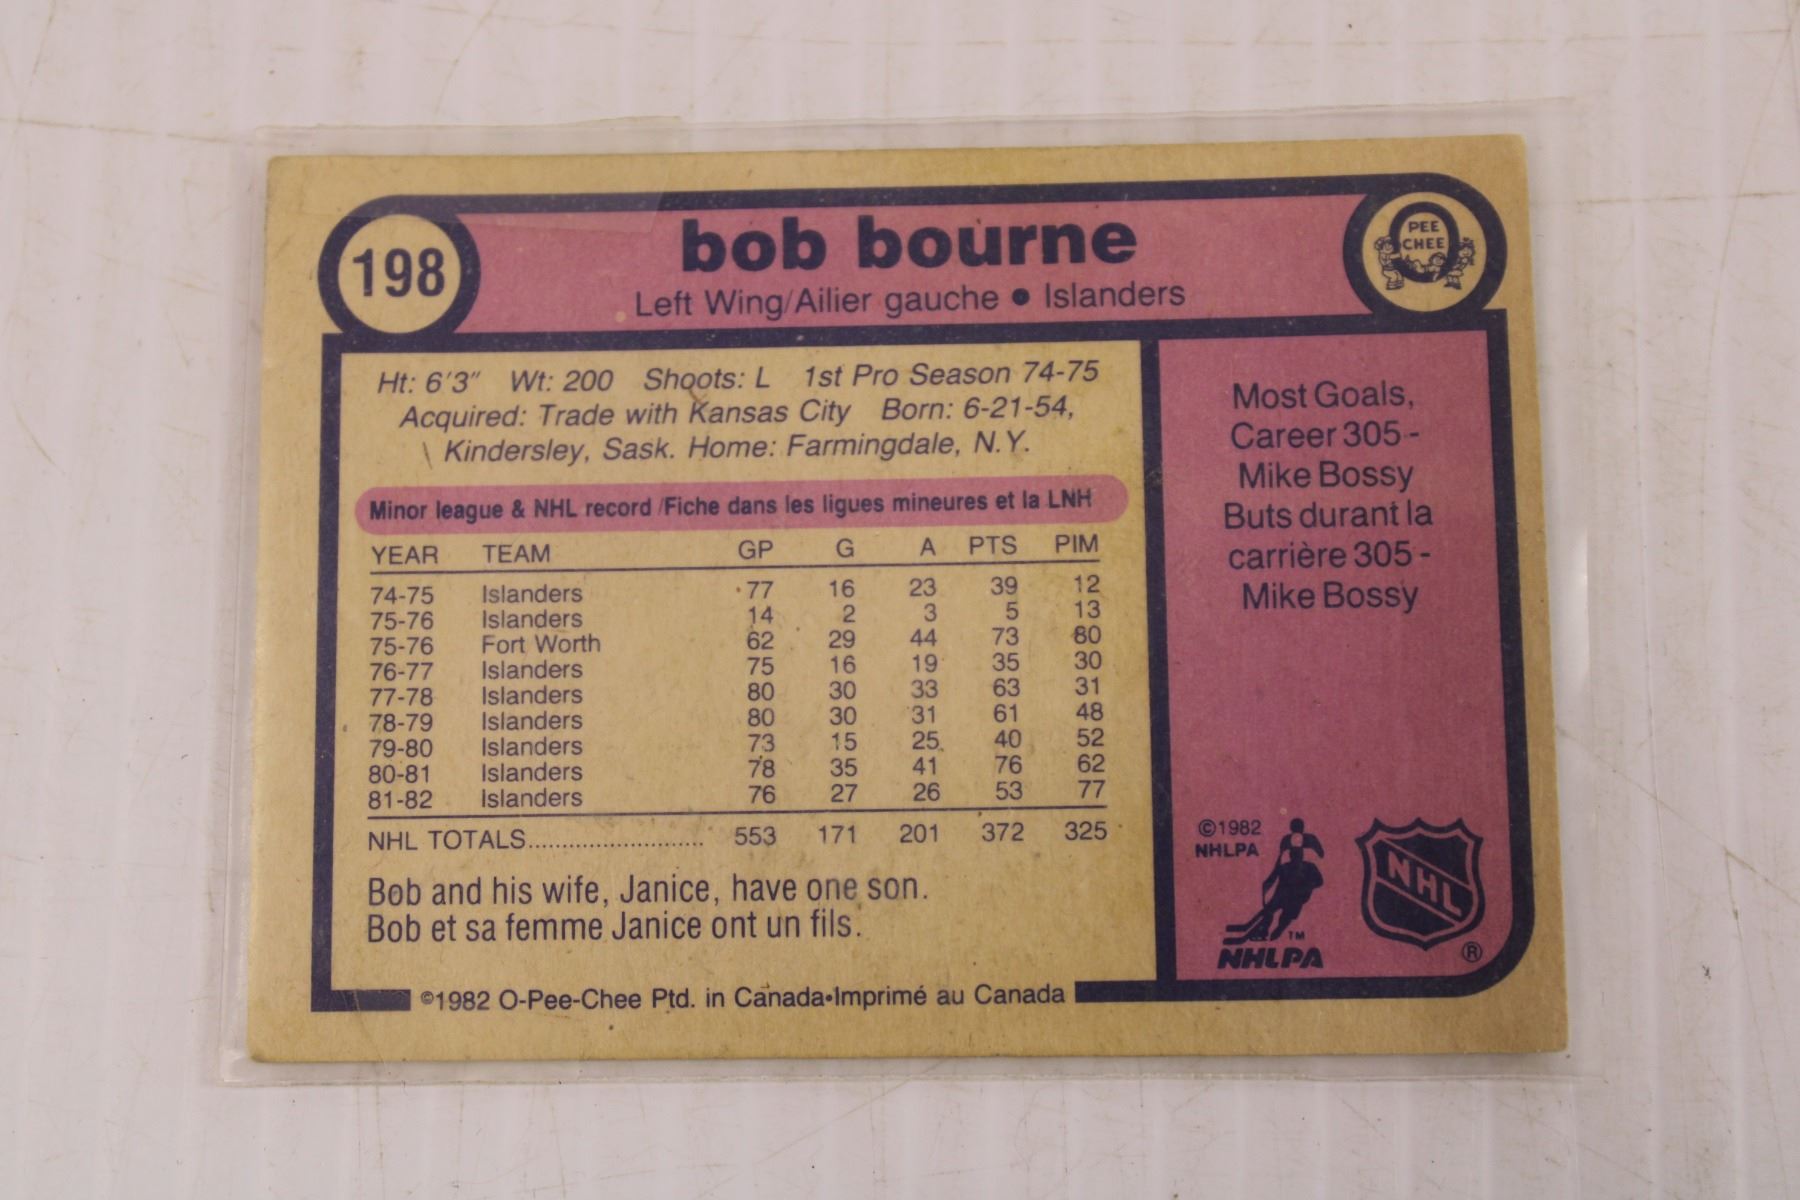 198
bob bourne
Left Wing/Ailier gauche • Islanders
PEE
CHEE
Ht: 6'3" Wt: 200 Shoots: L 1st Pro Season 74-75
Acquired: Trade with Kansas City Born: 6-21-54,
Kindersley, Sask. Home: Farmingdale, N.Y.
Minor league & NHL record /Fiche dans les ligues mineures et la LNH
YEAR TEAM GP G A PTS PIM
74-75 Islanders 77 16 23 39 12
75-76 Islanders 14 2 3 5 13
75-76 Fort Worth 62 29 44 73 80
76-77 Islanders 75 16 19 35 30
77-78 Islanders 80 30 33 63 31
78-79 Islanders 80 30 31 61 48
79-80 Islanders 73 15 25 40 52
80-81 Islanders 78 35 41 76 62
81-82 Islanders 76 27 26 53 77
NHL TOTALS.......................... 553 171 201 372 325
Bob and his wife, Janice, have one son.
Bob et sa femme Janice ont un fils.
©1982 O-Pee-Chee Ptd. in Canada•Imprimé au Canada
Most Goals,
Career 305 -
Mike Bossy
Buts durant la
carrière 305 -
Mike Bossy
©1982
NHLPA
TM
NHLPA
NHL
®